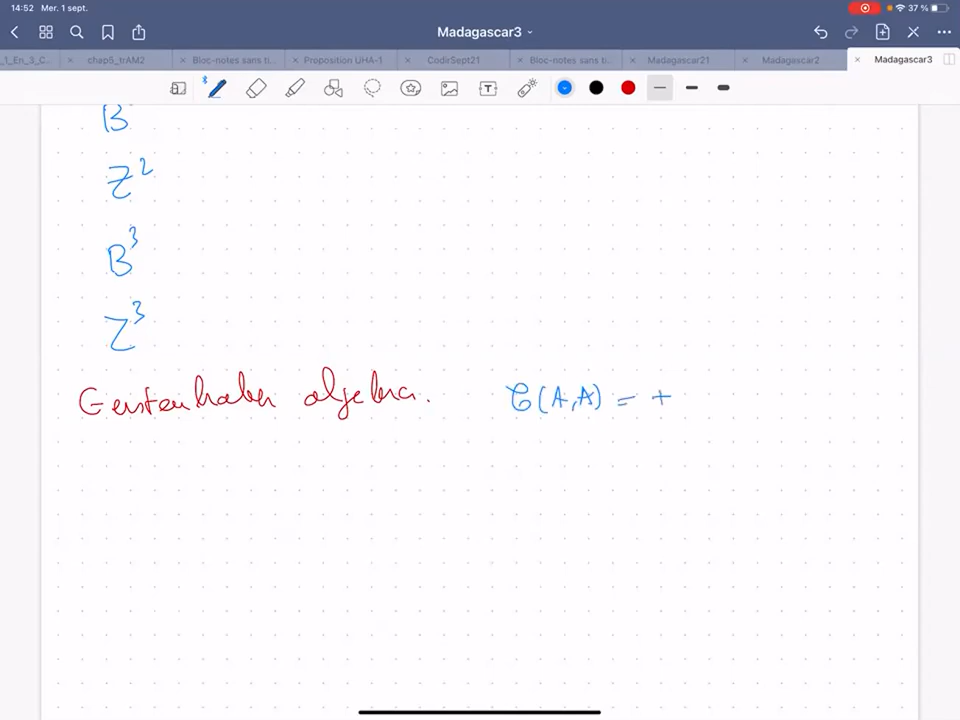 14:52 Mer. 1 sept.
37 %
Madagascar3
_1_En_3_C...
chap5_trAM2
Bloc-notes sans ti...
Proposition UHA-1
CodirSept21
Bloc-notes sans b...
Madagascar21
Madagascar2
Madagascar3
B
Z²
B³
Z³
Gerstenhaber algebra. C(A,A) = +